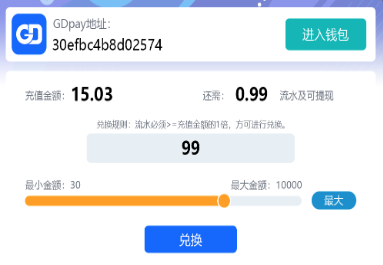 GD
GDpay地址：
30efbc4b8d02574
进入钱包
充值金额： 15.03 还需： 0.99 流水及可提现
兑换规则：流水必须>=充值金额的1倍，方可进行兑换。
99
最小金额：30 最大金额：10000
最大
兑换